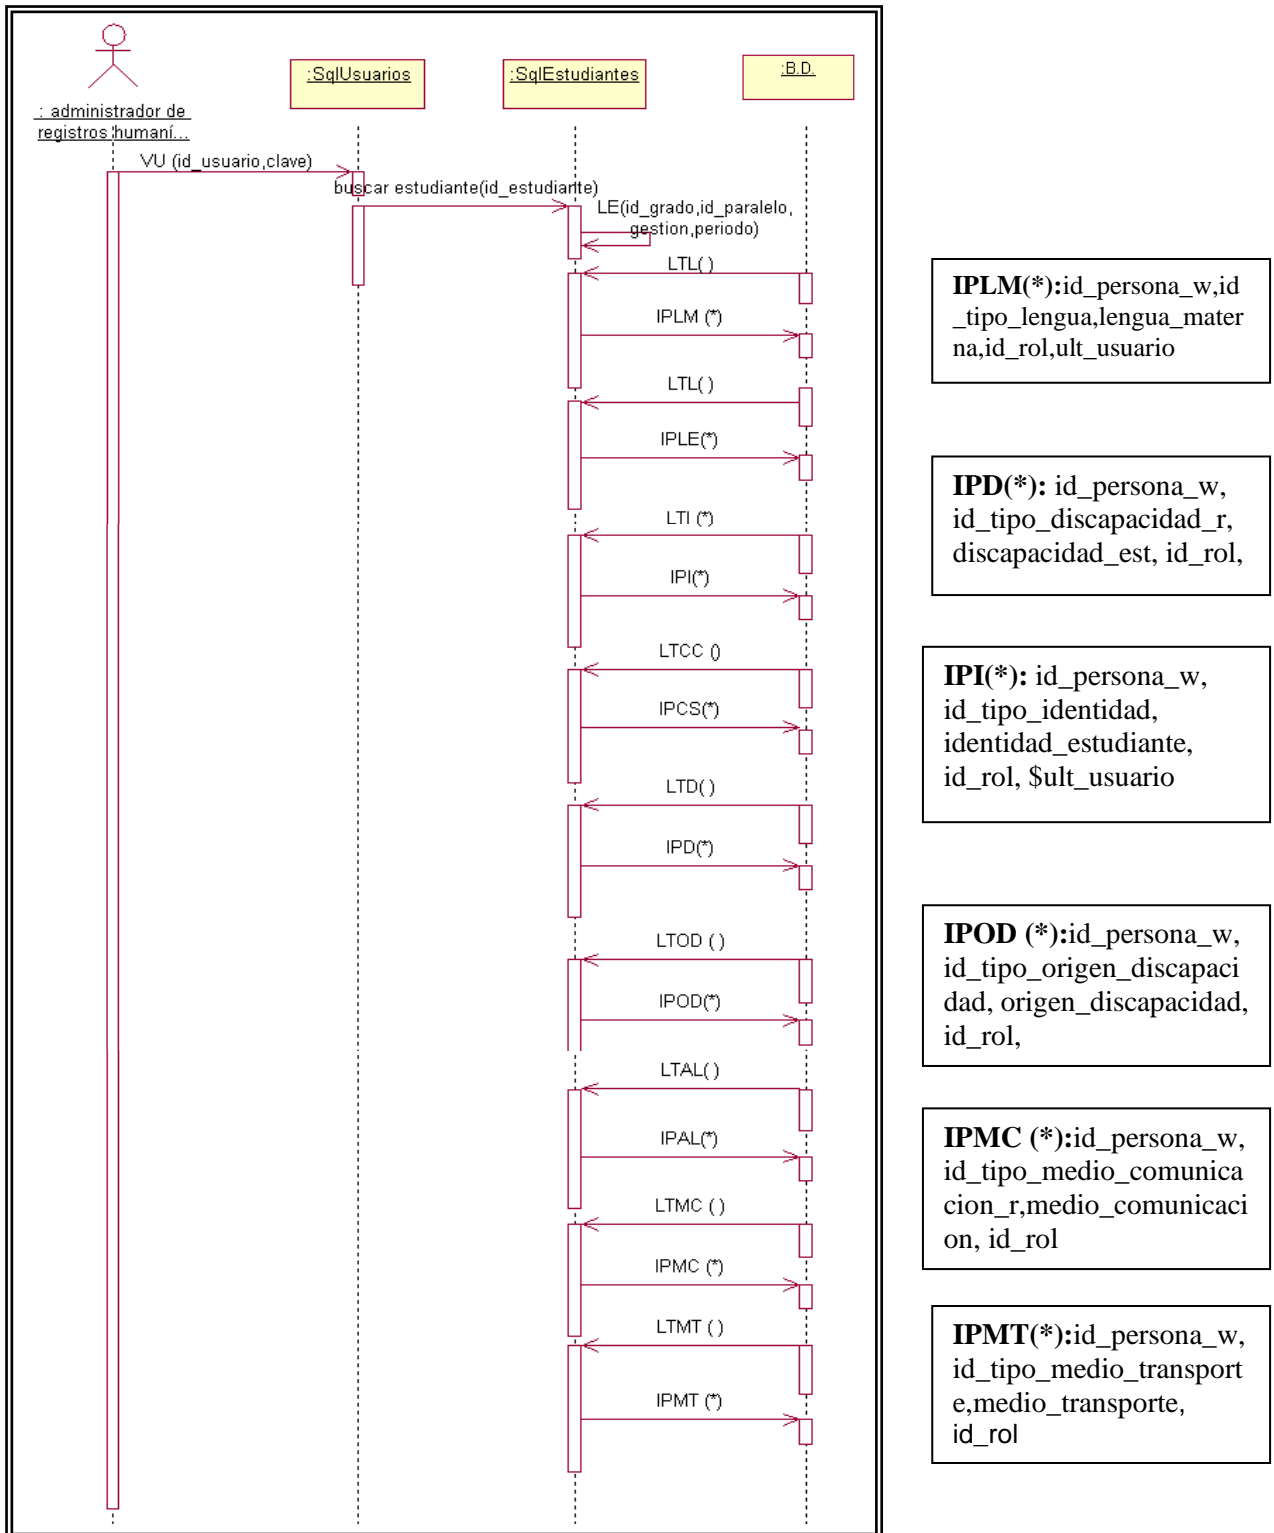 :SqlUsuarios
:SqlEstudiantes
:B.D.
: administrador de
registros humaní...
VU (id_usuario,clave)
buscar estudiante(id_estudiante)
LE(id_grado,id_paralelo,
gestion,periodo)
LTL( )
IPLM (*)
LTL( )
IPLE(*)
LTI (*)
IPI(*)
LTCC ()
IPCS(*)
LTD( )
IPD(*)
LTOD ( )
IPOD(*)
LTAL( )
IPAL(*)
LTMC ( )
IPMC (*)
LTMT ( )
IPMT (*)
IPLM(*):id_persona_w,id
_tipo_lengua,lengua_mater
na,id_rol,ult_usuario
IPD(*): id_persona_w,
id_tipo_discapacidad_r,
discapacidad_est, id_rol,
IPI(*): id_persona_w,
id_tipo_identidad,
identidad_estudiante,
id_rol, $ult_usuario
IPOD (*):id_persona_w,
id_tipo_origen_discapaci
dad, origen_discapacidad,
id_rol,
IPMC (*):id_persona_w,
id_tipo_medio_comunica
cion_r,medio_comunicaci
on, id_rol
IPMT(*):id_persona_w,
id_tipo_medio_transport
e,medio_transporte,
id_rol